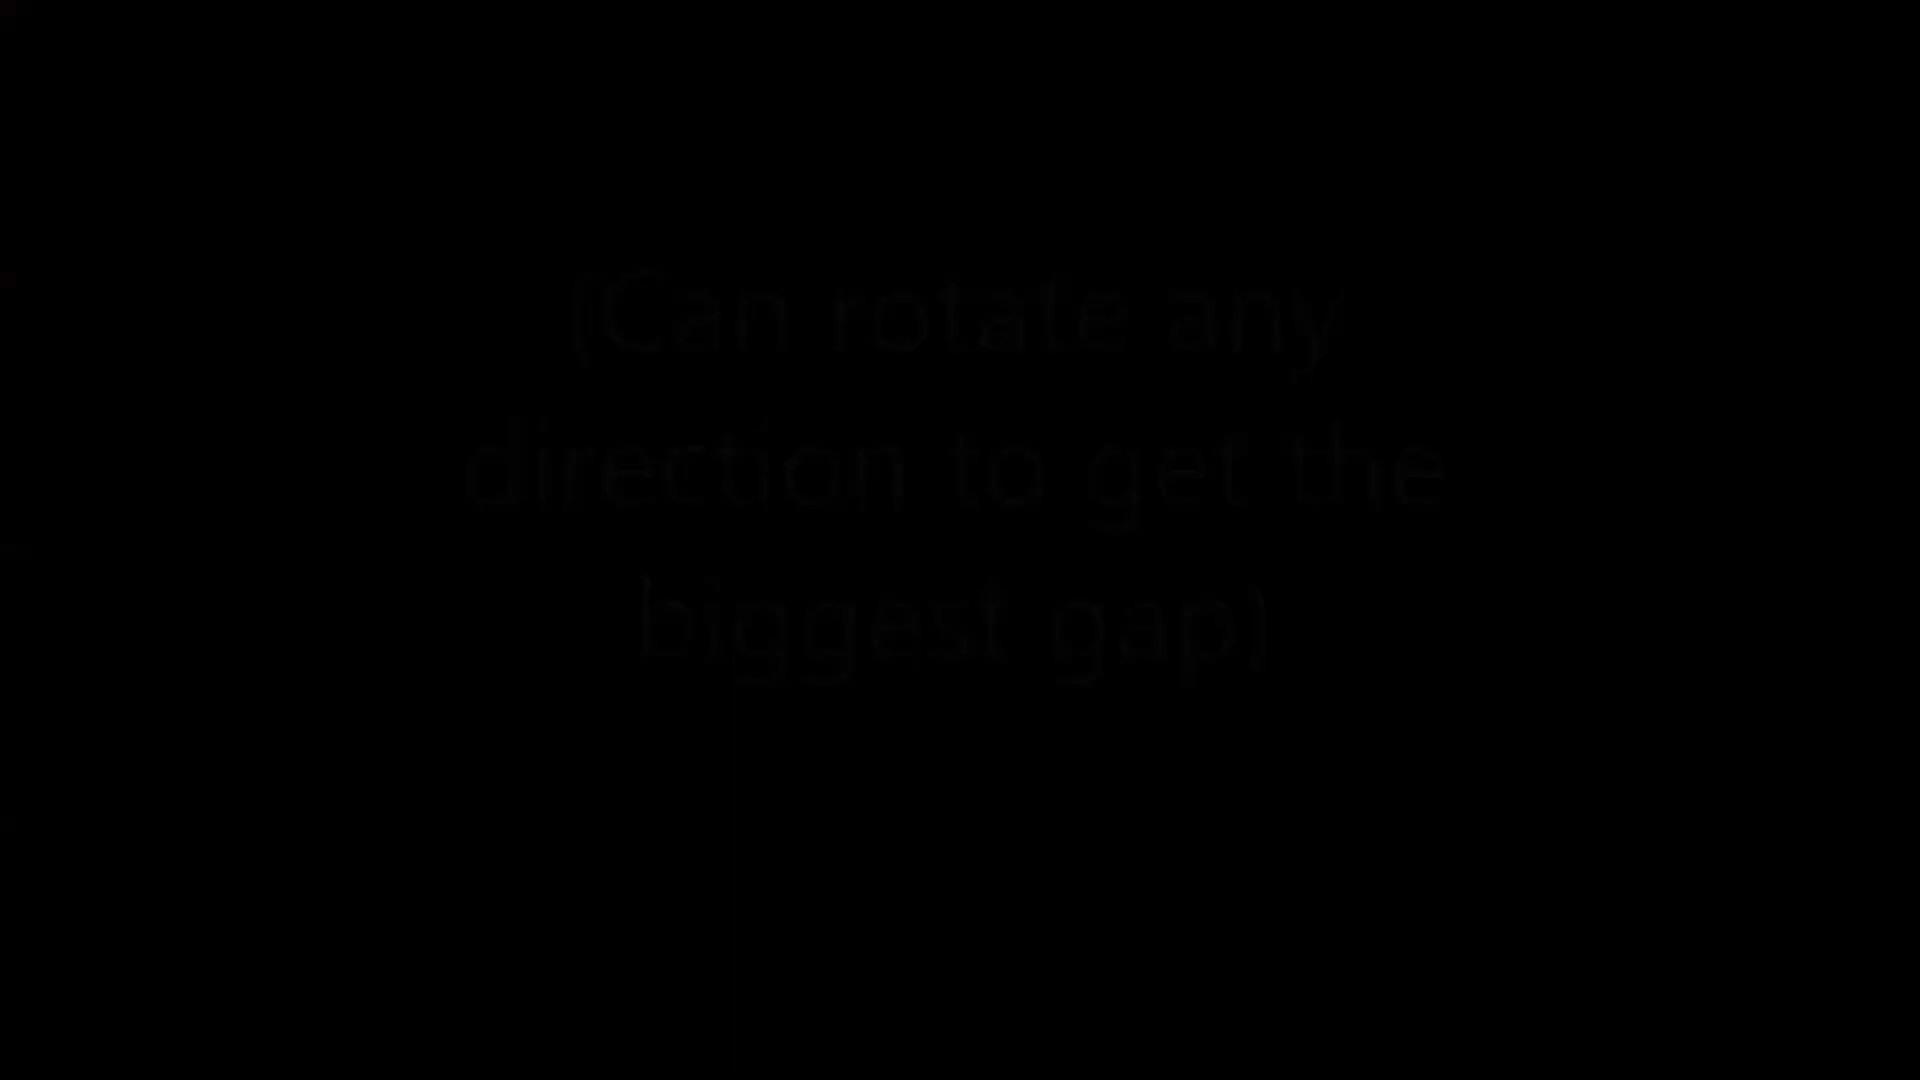 (Can rotate any
direction to get the
biggest gap)